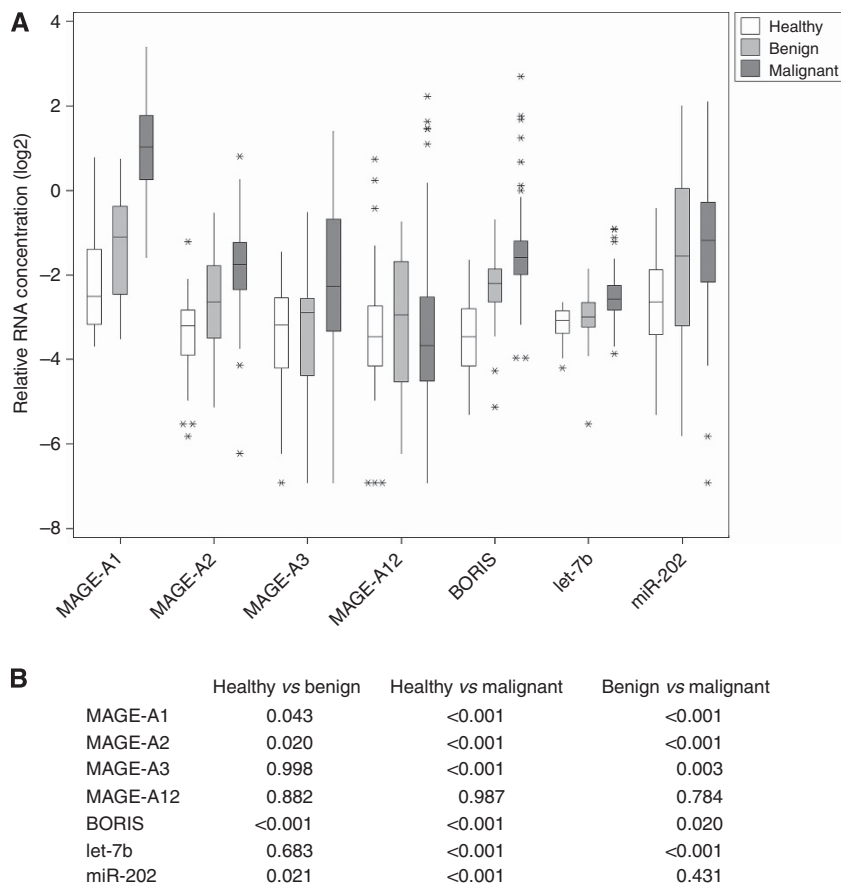 A
Healthy
Benign
Malignant
Relative RNA concentration (log2)
4
2
0
–2
–4
–6
–8
MAGE-A1
MAGE-A2
MAGE-A3
MAGE-A12
BORIS
let-7b
miR-202
B
Healthy vs benign Healthy vs malignant Benign vs malignant
MAGE-A1 0.043 <0.001 <0.001
MAGE-A2 0.020 <0.001 <0.001
MAGE-A3 0.998 <0.001 0.003
MAGE-A12 0.882 0.987 0.784
BORIS <0.001 <0.001 0.020
let-7b 0.683 <0.001 <0.001
miR-202 0.021 <0.001 0.431